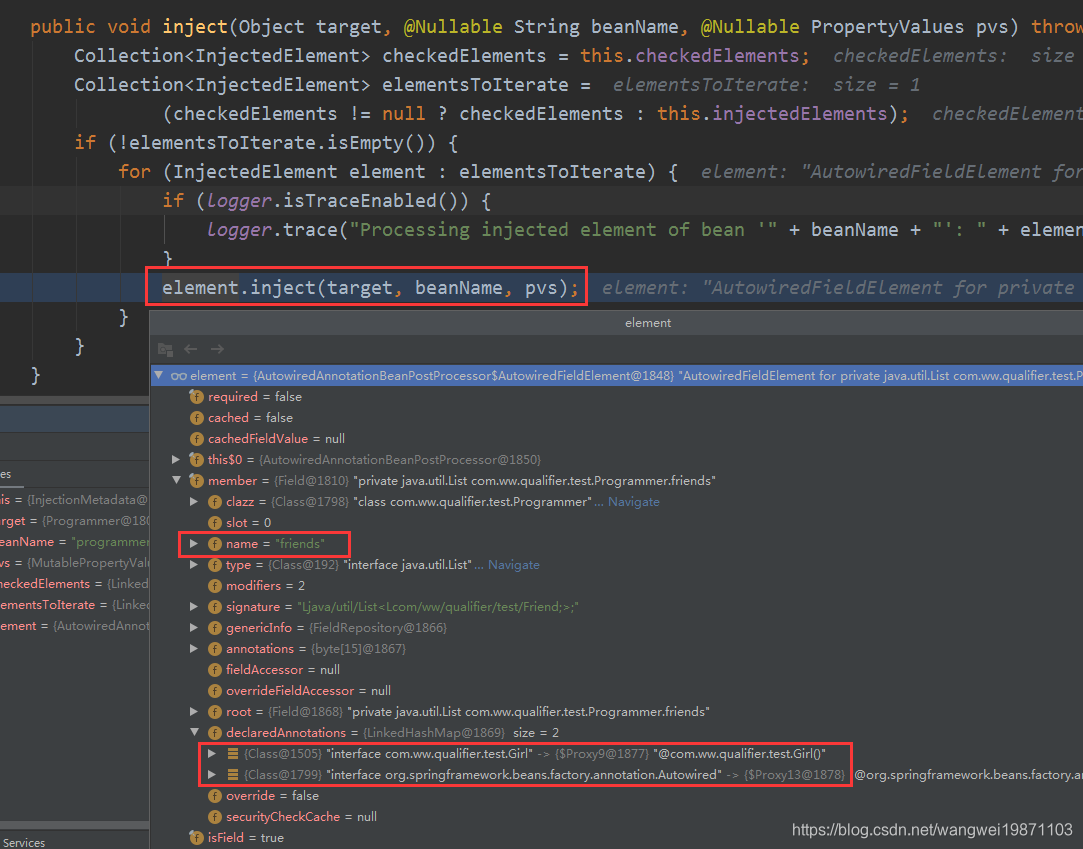 public void inject(Object target, @Nullable String beanName, @Nullable PropertyValues pvs) throw
Collection<InjectedElement> checkedElements = this.checkedElements; checkedElements: size
Collection<InjectedElement> elementsToIterate = elementsToIterate: size = 1
(checkedElements != null ? checkedElements : this.injectedElements); checkedElement
if (!elementsToIterate.isEmpty()) {
for (InjectedElement element : elementsToIterate) { element: "AutowiredFieldElement for
if (logger.isTraceEnabled()) {
logger.trace("Processing injected element of bean '" + beanName + "': " + elemen
}
element.inject(target, beanName, pvs); element: "AutowiredFieldElement for private
}
}
}
element
element = {AutowiredAnnotationBeanPostProcessor$AutowiredFieldElement@1848} "AutowiredFieldElement for private java.util.List com.ww.qualifier.test.P
required = false
cached = false
cachedFieldValue = null
this$0 = {AutowiredAnnotationBeanPostProcessor@1850}
member = {Field@1810} "private java.util.List com.ww.qualifier.test.Programmer.friends"
clazz = {Class@1798} "class com.ww.qualifier.test.Programmer"... Navigate
slot = 0
name = "friends"
type = {Class@192} "interface java.util.List"... Navigate
modifiers = 2
signature = "Ljava/util/List<Lcom/ww/qualifier/test/Friend;>;"
genericInfo = {FieldRepository@1866}
annotations = {byte[15]@1867}
fieldAccessor = null
overrideFieldAccessor = null
root = {Field@1868} "private java.util.List com.ww.qualifier.test.Programmer.friends"
declaredAnnotations = {LinkedHashMap@1869} size = 2
{Class@1505} "interface com.ww.qualifier.test.Girl" -> {$Proxy9@1877} "@com.ww.qualifier.test.Girl()"
{Class@1799} "interface org.springframework.beans.factory.annotation.Autowired" -> {$Proxy13@1878} @org.springframework.beans.factory.an
override = false
securityCheckCache = null
isField = true
es
is = {InjectionMetadata@
arget = {Programmer@180
eanName = "programmer
vs = {MutablePropertyVal
heckedElements = {Linked
ementsToIterate = {Linke
ement = {AutowiredAnnot
Services
https://blog.csdn.net/wangwei19871103